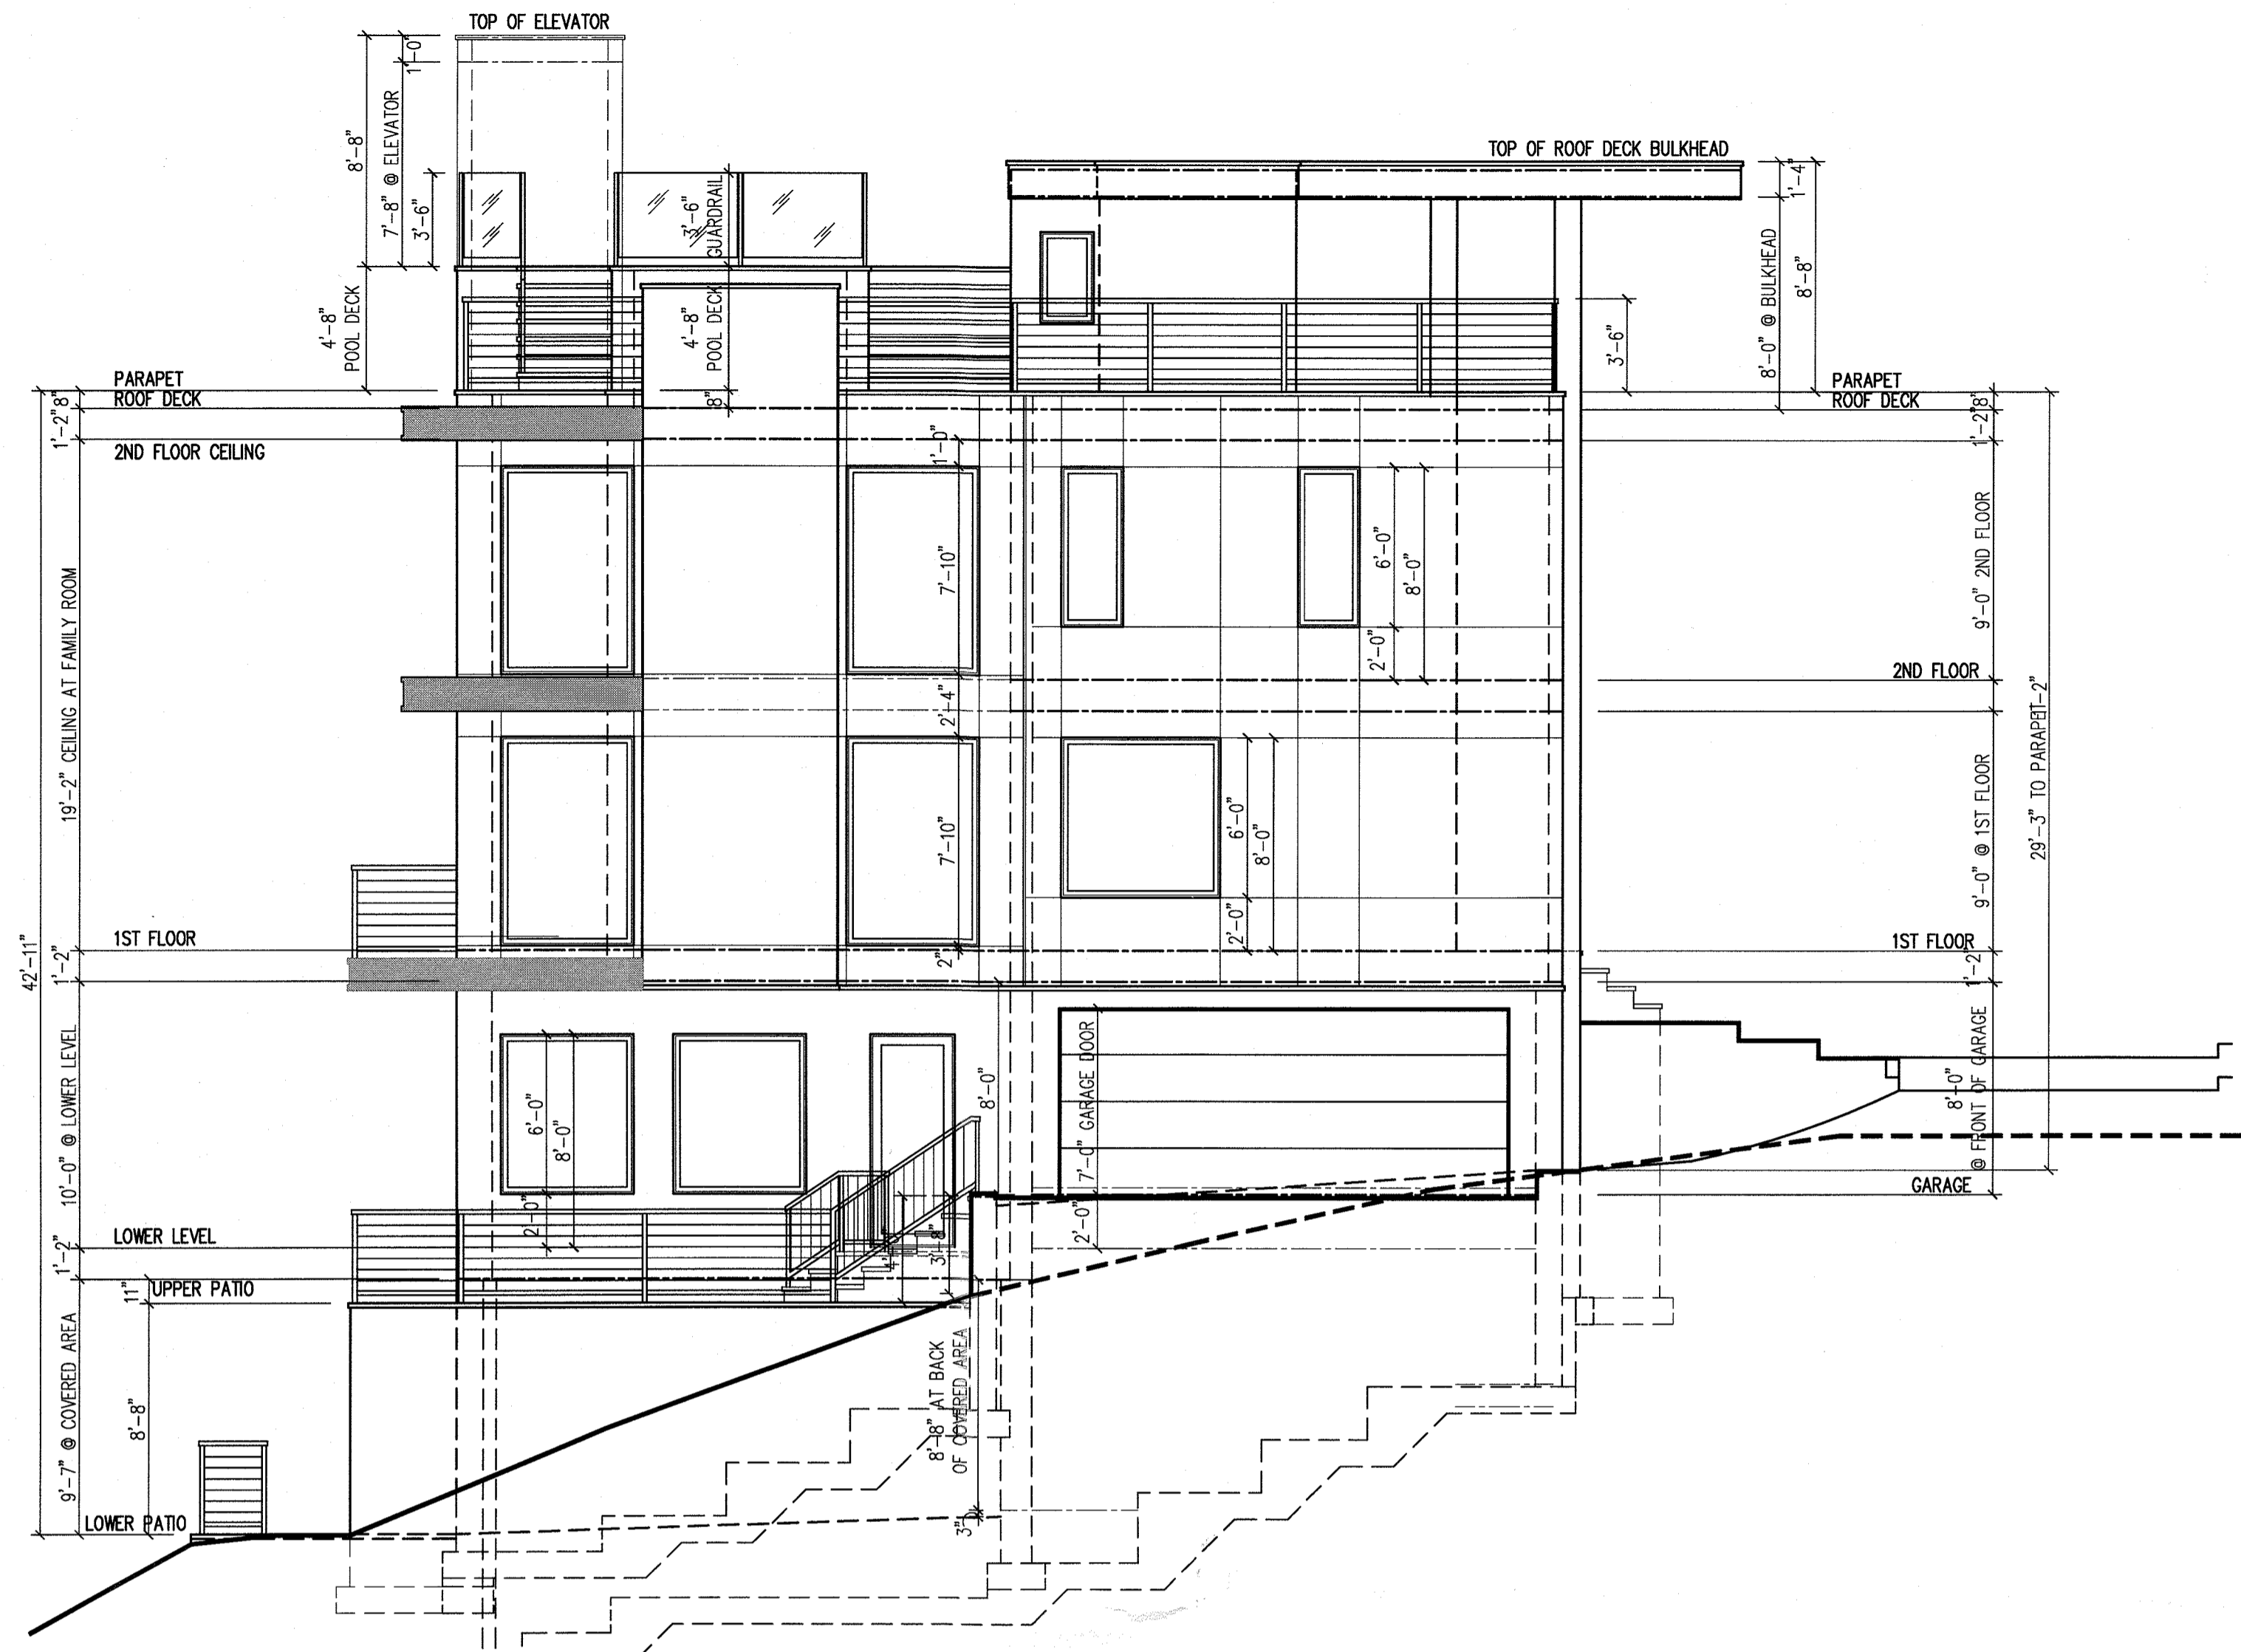 TOP OF ELEVATOR
1'-0"
8'-8"
7'-8" @ ELEVATOR
3'-6"
3'-6"
GUARDRAIL
TOP OF ROOF DECK BULKHEAD
1'-4"
8'-0" @ BULKHEAD
8'-8"
3'-6"
4'-8"
POOL DECK
4'-8"
POOL DECK
8"
PARAPET
ROOF DECK
8"
1'-2"
2ND FLOOR CEILING
PARAPET
ROOF DECK
8"
1'-2"
1'-0"
7'-10"
6'-0"
8'-0"
2'-0"
9'-0" 2ND FLOOR
2ND FLOOR
19'-2" CEILING AT FAMILY ROOM
2'-4"
7'-10"
6'-0"
8'-0"
2'-0"
2"
9'-0" @ 1ST FLOOR
29'-3" TO PARAPET-2"
1ST FLOOR
1'-2"
42'-11"
1ST FLOOR
1'-2"
10'-0" @ LOWER LEVEL
6'-0"
8'-0"
2'-0"
8'-0"
7'-0" GARAGE DOOR
2'-0"
8'-0"
@ FRONT OF GARAGE
GARAGE
LOWER LEVEL
1'-2"
11"
UPPER PATIO
3'-8"
9'-7" @ COVERED AREA
8'-8"
8'-8" AT BACK
OF COVERED AREA
3"
LOWER PATIO